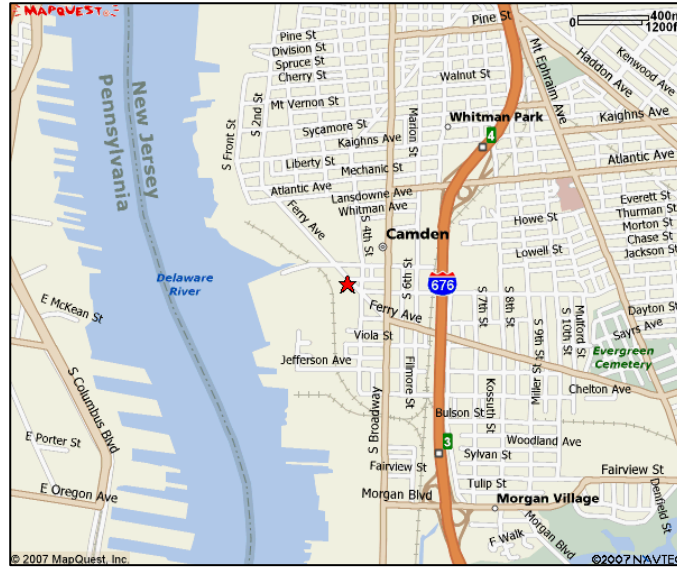 MAPQUEST.
Pine St
400m
0
1200ft
Pine St
Division St
Spruce St
Cherry St
Walnut St
Mt Ephraim Ave
Haddon Ave
Kenwood Ave
New Jersey
Pennsylvania
S Front St
S 2nd St
Mt Vernon St
Marion St
Whitman Park
Kaighns Ave
Sycamore St
Kaighns Ave
4
Liberty St
Mechanic St
Atlantic Ave
Atlantic Ave
Lansdowne Ave
Whitman Ave
Everett St
Thurman St
Morton St
Chase St
Jackson St
Ferry Ave
S 4th St
Camden
Howe St
Lowell St
Delaware
River
S 6th St
676
S 7th St
S 8th St
S 9th St
S 10th St
Mulford St
E McKean St
Ferry Ave
Dayton St
Sayrs Ave
Viola St
Evergreen
Cemetery
Jefferson Ave
Filmore St
Kossuth St
Miller St
Chelton Ave
S Columbus Blvd
S Broadway
Bulson St
E Porter St
3
Woodland Ave
Sylvan St
Fairview St
Fairview St
Tulip St
E Oregon Ave
Morgan Blvd
Morgan Village
Denfield St
F Walk
Morgan Blvd
© 2007 MapQuest, Inc.
©2007 NAVTEQ